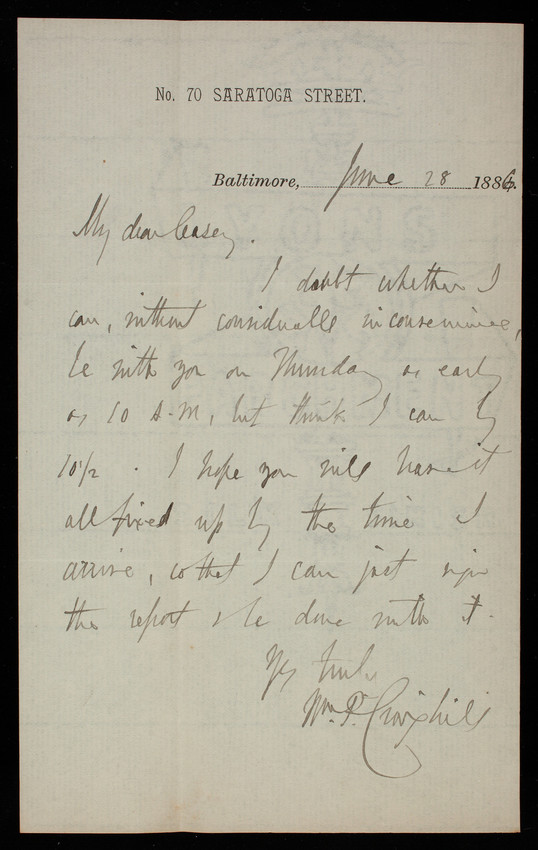 No. 70 SARATOGA STREET.
Baltimore, June 28 1886.
My dear Casey.
I doubt whether I
can, without considerable inconvenience,
be with you on Thursday as early
as 10 A.M, but think I can by
10 1/2. I hope you will have it
all fixed up by the time I
arrive, so that I can just sign
the report & be done with it.
Yrs truly
Wm. P. Craighill